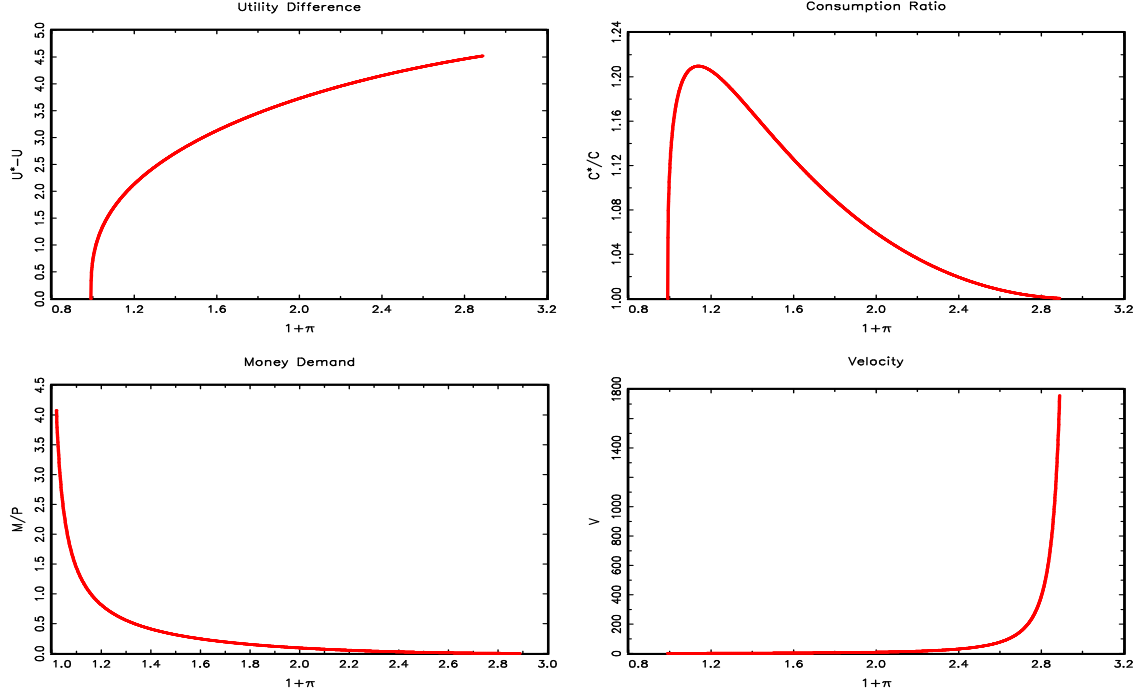 Utility Difference
U*-U
5.0
4.5
4.0
3.5
3.0
2.5
2.0
1.5
1.0
0.5
0.0
0.8 1.2 1.6 2.0 2.4 2.8 3.2
1+π
Consumption Ratio
C*/C
1.24
1.20
1.16
1.12
1.08
1.04
1.00
0.8 1.2 1.6 2.0 2.4 2.8 3.2
1+π
Money Demand
M/P
4.5
4.0
3.5
3.0
2.5
2.0
1.5
1.0
0.5
0.0
1.0 1.2 1.4 1.6 1.8 2.0 2.2 2.4 2.6 2.8 3.0
1+π
Velocity
V
1800
1400
1000
800
600
400
200
0
0.8 1.2 1.6 2.0 2.4 2.8 3.2
1+π